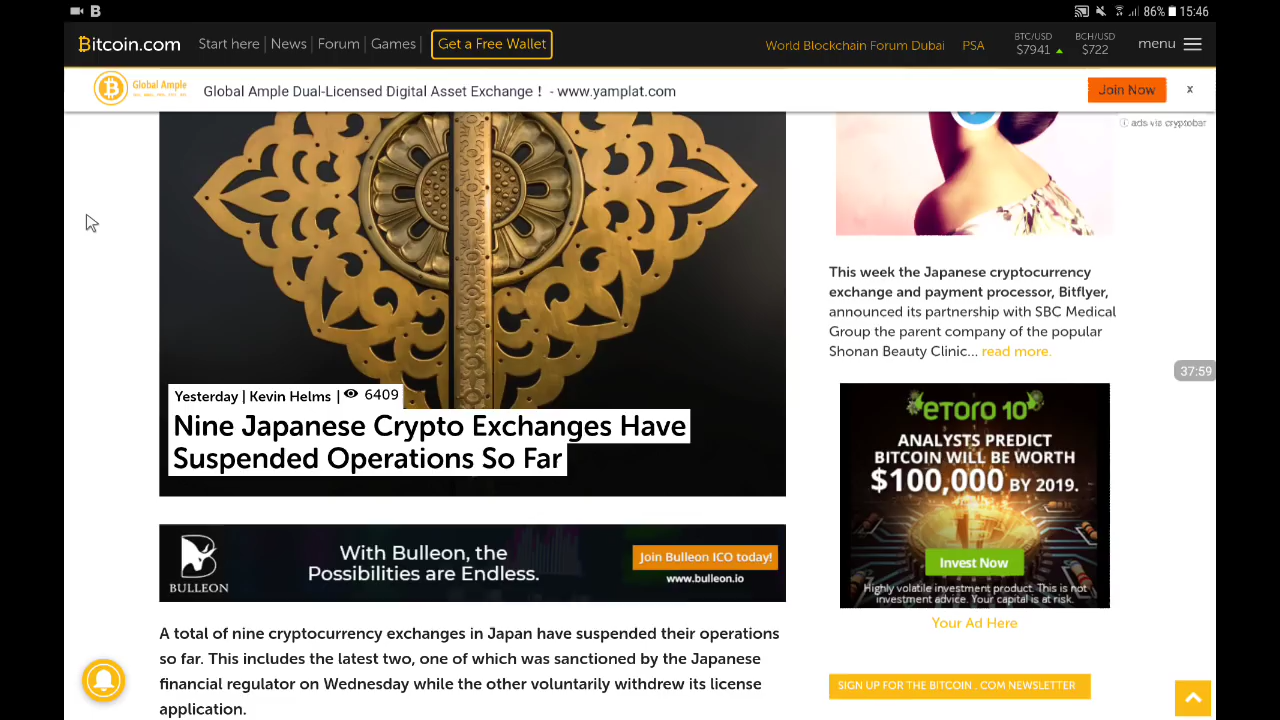 86% 15:46
Bitcoin.com Start here News Forum Games Get a Free Wallet World Blockchain Forum Dubai PSA BTC/USD $7941 BCH/USD $722 menu
Global Ample
Global Ample Dual-Licensed Digital Asset Exchange！ - www.yamplat.com
Join Now x
ads via cryptobar
Yesterday | Kevin Helms | 6409
Nine Japanese Crypto Exchanges Have
Suspended Operations So Far
With Bulleon, the
Possibilities are Endless.
BULLEON
Join Bulleon ICO today!
www.bulleon.io
A total of nine cryptocurrency exchanges in Japan have suspended their operations
so far. This includes the latest two, one of which was sanctioned by the Japanese
financial regulator on Wednesday while the other voluntarily withdrew its license
application.
This week the Japanese cryptocurrency
exchange and payment processor, Bitflyer,
announced its partnership with SBC Medical
Group the parent company of the popular
Shonan Beauty Clinic... read more.
37:59
eToro 10
ANALYSTS PREDICT
BITCOIN WILL BE WORTH
$100,000 BY 2019.
Invest Now
Highly volatile investment product. This is not
investment advice. Your capital is at risk.
Your Ad Here
SIGN UP FOR THE BITCOIN . COM NEWSLETTER